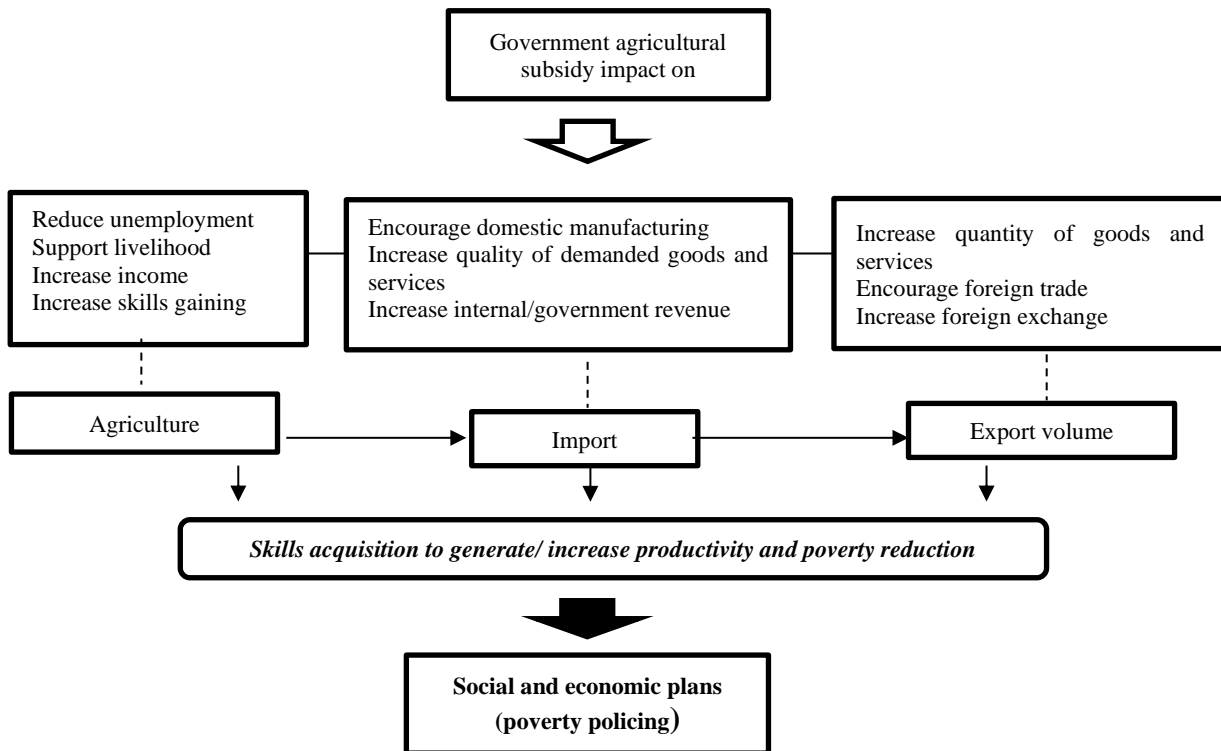 Government agricultural
subsidy impact on
Reduce unemployment
Support livelihood
Increase income
Increase skills gaining
Encourage domestic manufacturing
Increase quality of demanded goods and
services
Increase internal/government revenue
Increase quantity of goods and
services
Encourage foreign trade
Increase foreign exchange
Agriculture
Import
Export volume
Skills acquisition to generate/ increase productivity and poverty reduction
Social and economic plans
(poverty policing)